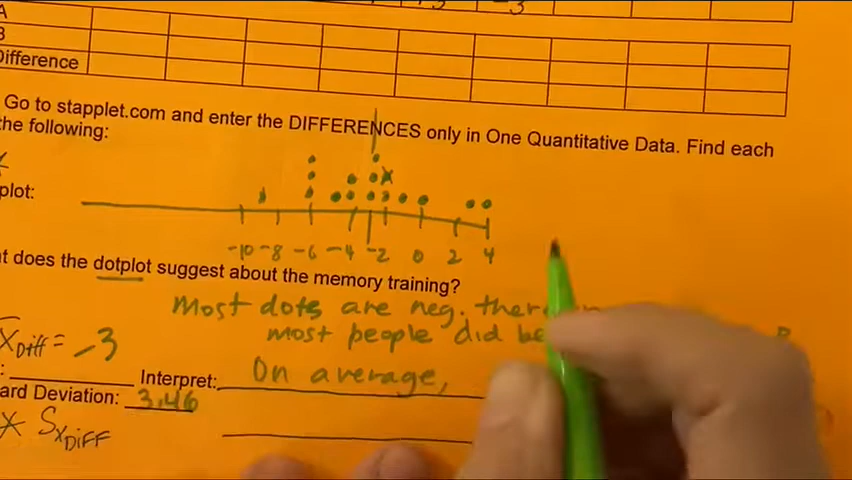 A
+3 -3
B
Difference
Go to stapplet.com and enter the DIFFERENCES only in One Quantitative Data. Find each
the following:
plot:
-10 -8 -6 -4 -2 0 2 4
does the dotplot suggest about the memory training?
Most dots are neg.
most people did
x̄Diff = -3
: Interpret: On average,
ard Deviation: 3.46
* SxDiff